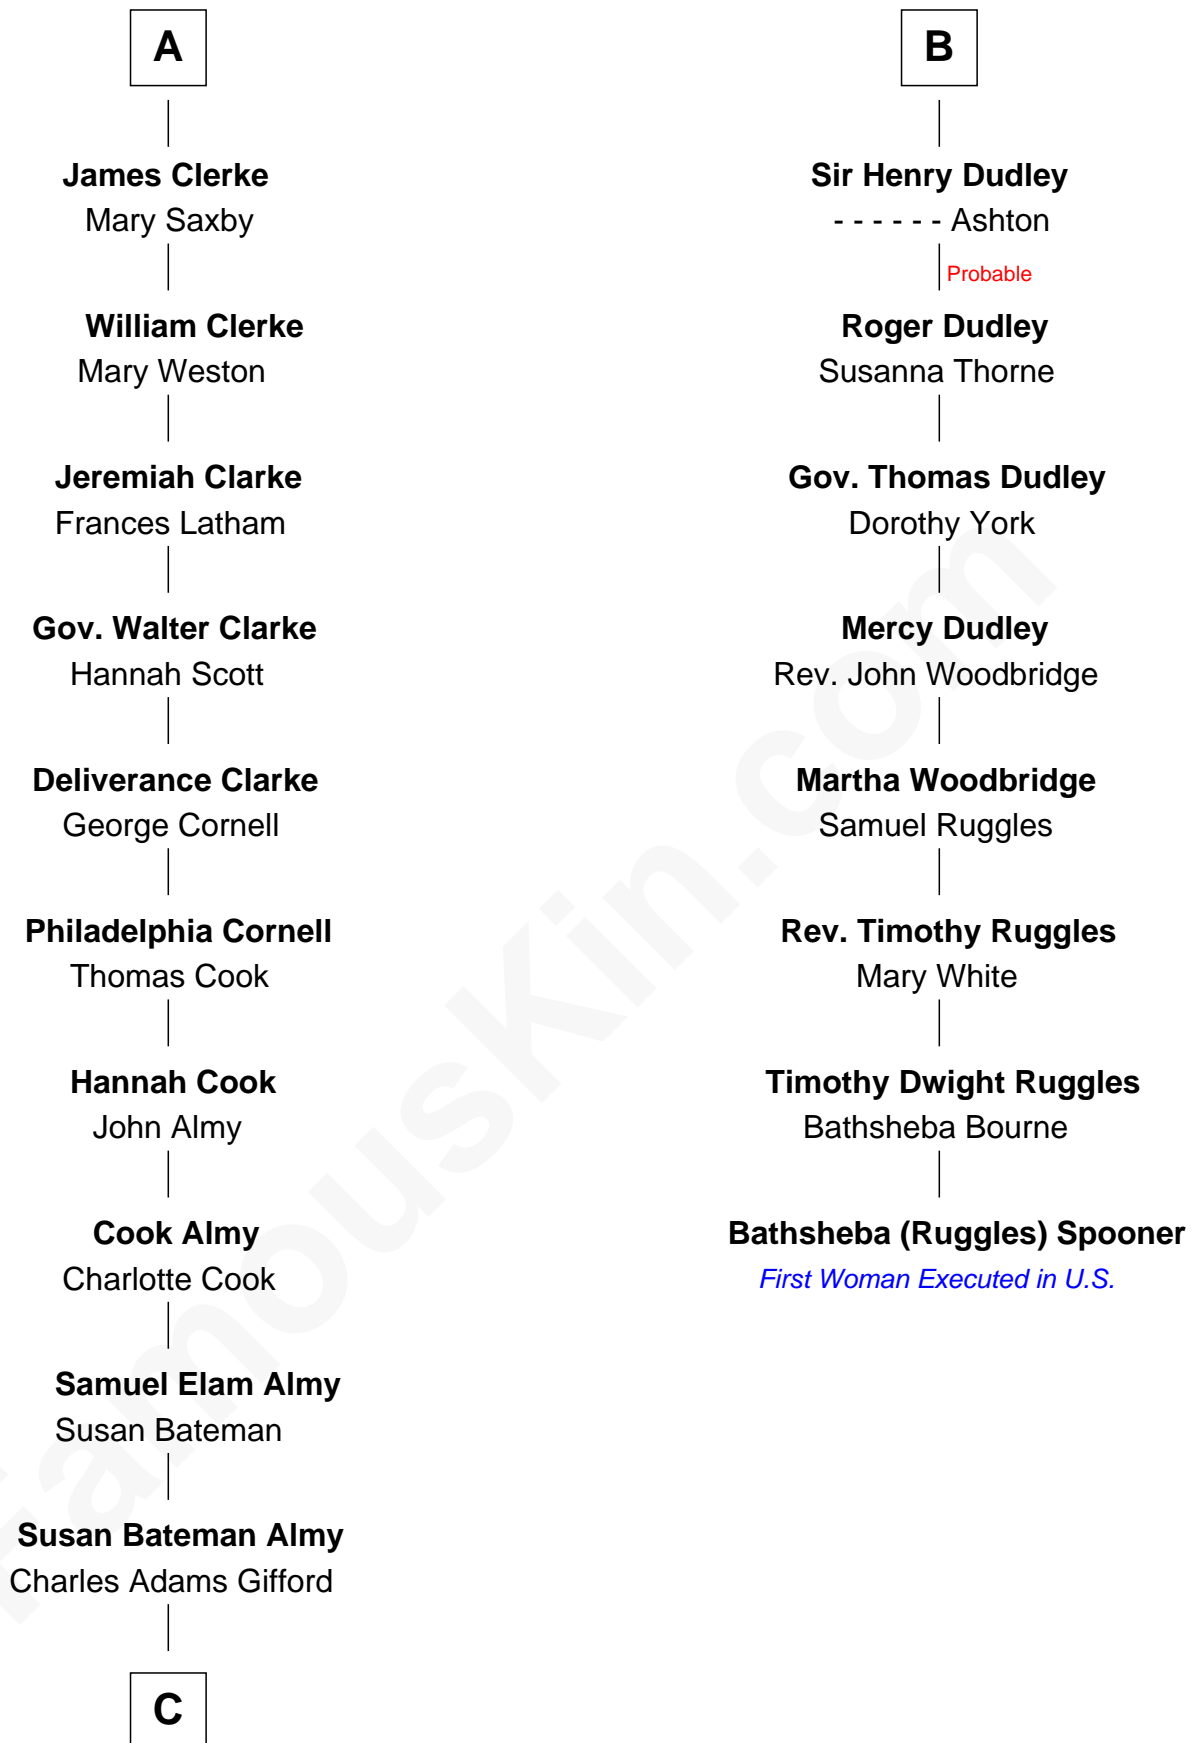 A
James Clerke
Mary Saxby
William Clerke
Mary Weston
Jeremiah Clarke
Frances Latham
Gov. Walter Clarke
Hannah Scott
Deliverance Clarke
George Cornell
Philadelphia Cornell
Thomas Cook
Hannah Cook
John Almy
Cook Almy
Charlotte Cook
Samuel Elam Almy
Susan Bateman
Susan Bateman Almy
Charles Adams Gifford
C
B
Sir Henry Dudley
- - - - - - Ashton
Probable
Roger Dudley
Susanna Thorne
Gov. Thomas Dudley
Dorothy York
Mercy Dudley
Rev. John Woodbridge
Martha Woodbridge
Samuel Ruggles
Rev. Timothy Ruggles
Mary White
Timothy Dwight Ruggles
Bathsheba Bourne
Bathsheba (Ruggles) Spooner
First Woman Executed in U.S.
FamousKin.com